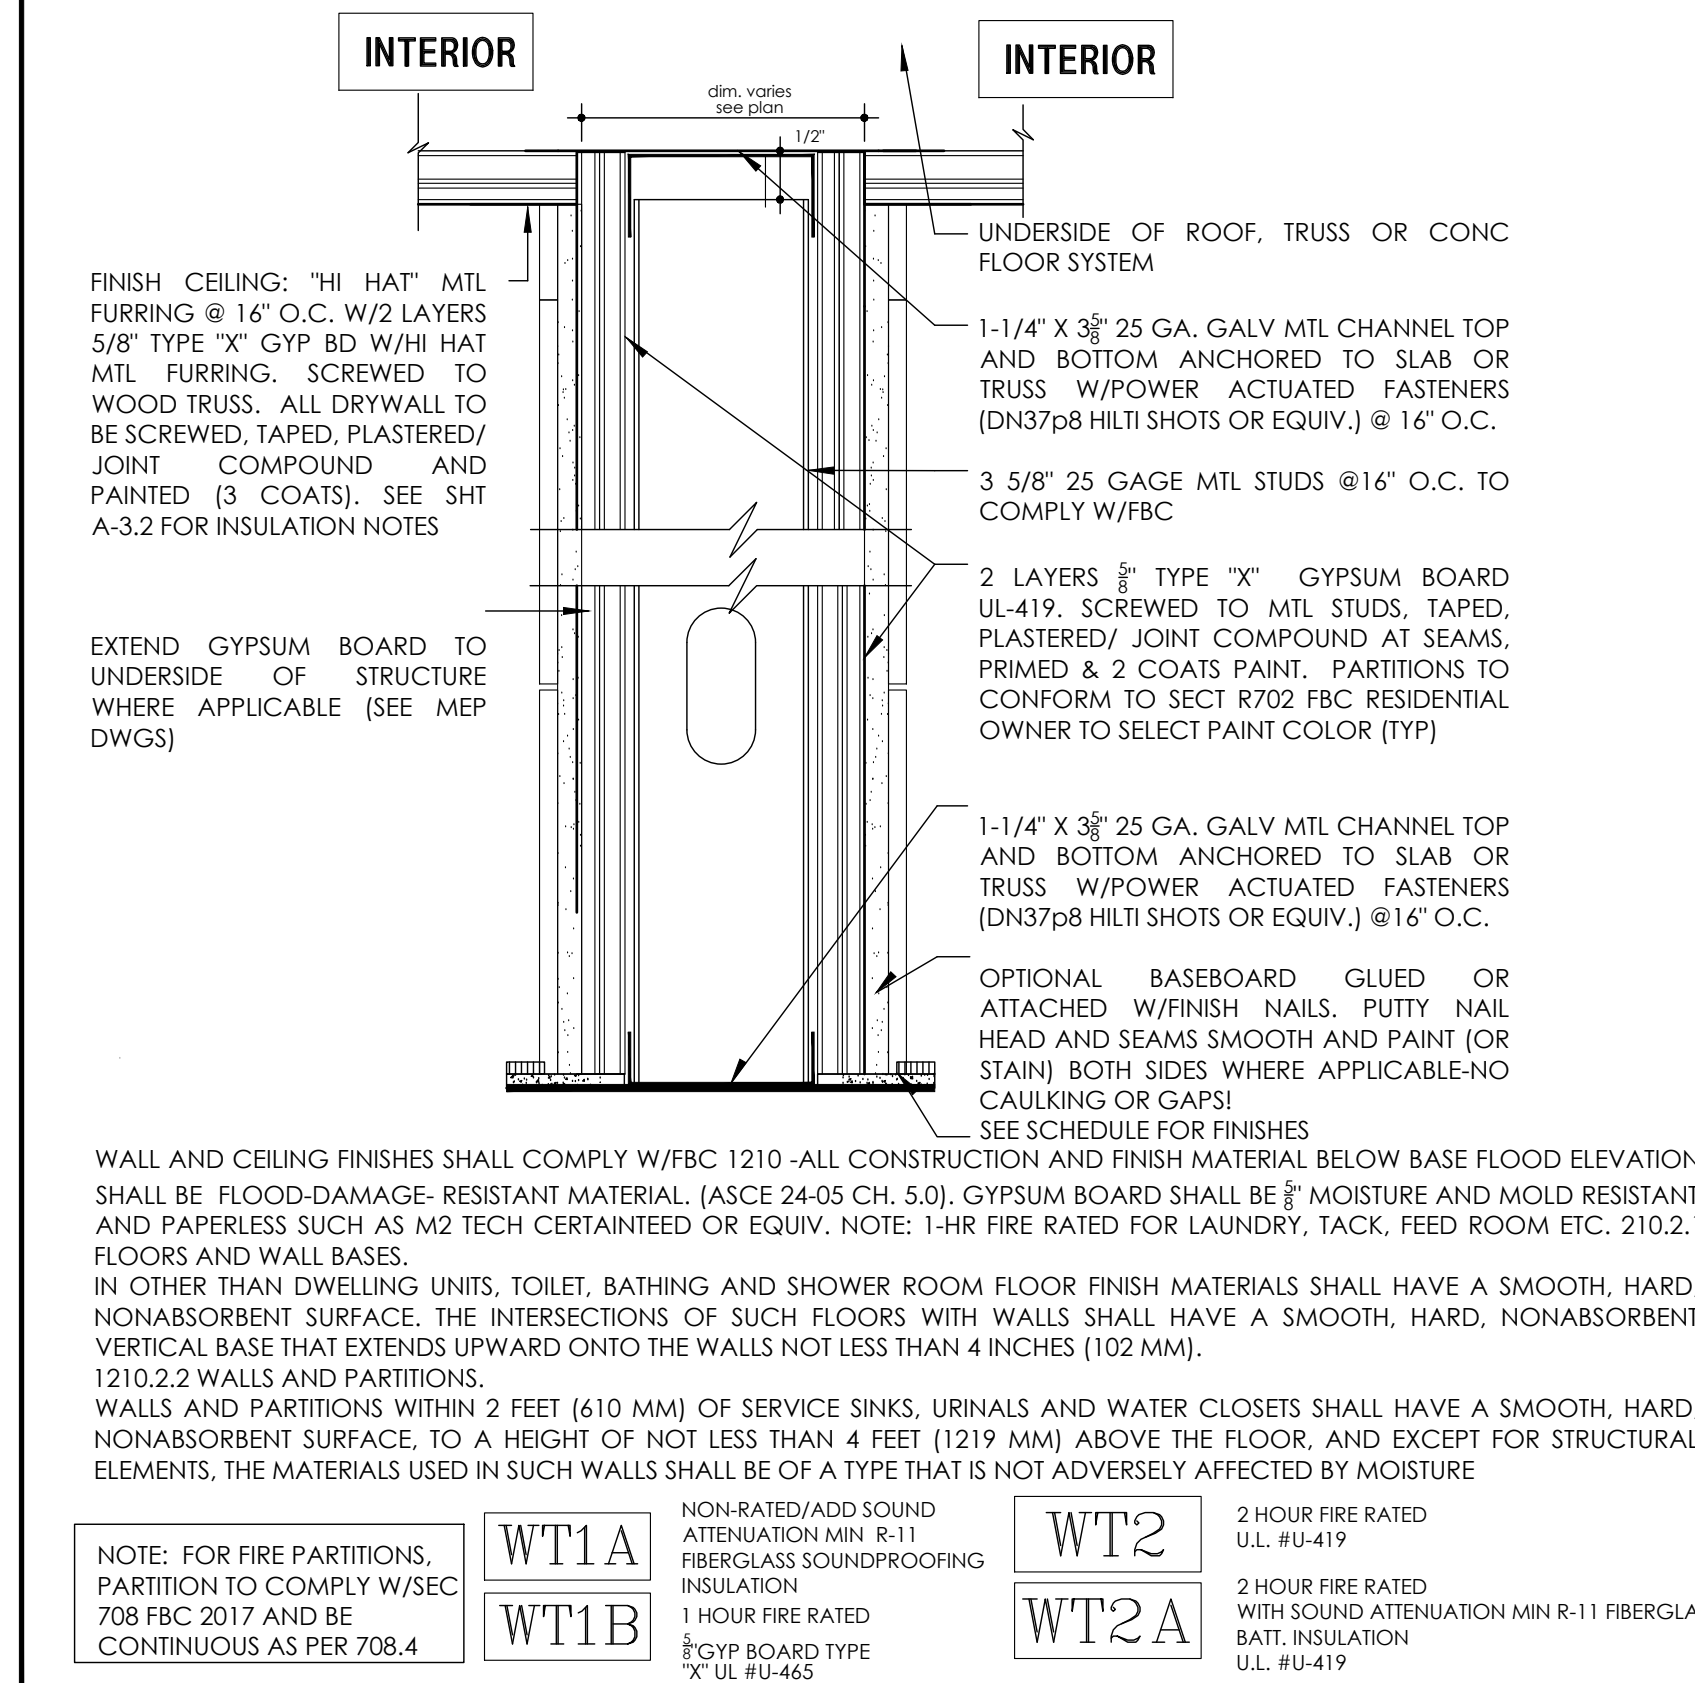 INTERIOR
INTERIOR
dim. varies
see plan
1/2"
FINISH CEILING: "HI HAT" MTL
FURRING @ 16" O.C. W/2 LAYERS
5/8" TYPE "X" GYP BD W/HI HAT
MTL FURRING. SCREWED TO
WOOD TRUSS. ALL DRYWALL TO
BE SCREWED, TAPED, PLASTERED/
JOINT COMPOUND AND
PAINTED (3 COATS). SEE SHT
A-3.2 FOR INSULATION NOTES
EXTEND GYPSUM BOARD TO
UNDERSIDE OF STRUCTURE
WHERE APPLICABLE (SEE MEP
DWGS)
UNDERSIDE OF ROOF, TRUSS OR CONC
FLOOR SYSTEM
1-1/4" X 3 5/8" 25 GA. GALV MTL CHANNEL TOP
AND BOTTOM ANCHORED TO SLAB OR
TRUSS W/POWER ACTUATED FASTENERS
(DN37p8 HILTI SHOTS OR EQUIV.) @ 16" O.C.
3 5/8" 25 GAGE MTL STUDS @16" O.C. TO
COMPLY W/FBC
2 LAYERS 5/8" TYPE "X" GYPSUM BOARD
UL-419. SCREWED TO MTL STUDS, TAPED,
PLASTERED/ JOINT COMPOUND AT SEAMS,
PRIMED & 2 COATS PAINT. PARTITIONS TO
CONFORM TO SECT R702 FBC RESIDENTIAL
OWNER TO SELECT PAINT COLOR (TYP)
1-1/4" X 3 5/8" 25 GA. GALV MTL CHANNEL TOP
AND BOTTOM ANCHORED TO SLAB OR
TRUSS W/POWER ACTUATED FASTENERS
(DN37p8 HILTI SHOTS OR EQUIV.) @16" O.C.
OPTIONAL BASEBOARD GLUED OR
ATTACHED W/FINISH NAILS. PUTTY NAIL
HEAD AND SEAMS SMOOTH AND PAINT (OR
STAIN) BOTH SIDES WHERE APPLICABLE-NO
CAULKING OR GAPS!
SEE SCHEDULE FOR FINISHES
WALL AND CEILING FINISHES SHALL COMPLY W/FBC 1210 -ALL CONSTRUCTION AND FINISH MATERIAL BELOW BASE FLOOD ELEVATION
SHALL BE FLOOD-DAMAGE- RESISTANT MATERIAL. (ASCE 24-05 CH. 5.0). GYPSUM BOARD SHALL BE 5/8" MOISTURE AND MOLD RESISTANT
AND PAPERLESS SUCH AS M2 TECH CERTAINTEED OR EQUIV. NOTE: 1-HR FIRE RATED FOR LAUNDRY, TACK, FEED ROOM ETC. 210.2.1
FLOORS AND WALL BASES.
IN OTHER THAN DWELLING UNITS, TOILET, BATHING AND SHOWER ROOM FLOOR FINISH MATERIALS SHALL HAVE A SMOOTH, HARD,
NONABSORBENT SURFACE. THE INTERSECTIONS OF SUCH FLOORS WITH WALLS SHALL HAVE A SMOOTH, HARD, NONABSORBENT
VERTICAL BASE THAT EXTENDS UPWARD ONTO THE WALLS NOT LESS THAN 4 INCHES (102 MM).
1210.2.2 WALLS AND PARTITIONS.
WALLS AND PARTITIONS WITHIN 2 FEET (610 MM) OF SERVICE SINKS, URINALS AND WATER CLOSETS SHALL HAVE A SMOOTH, HARD,
NONABSORBENT SURFACE, TO A HEIGHT OF NOT LESS THAN 4 FEET (1219 MM) ABOVE THE FLOOR, AND EXCEPT FOR STRUCTURAL
ELEMENTS, THE MATERIALS USED IN SUCH WALLS SHALL BE OF A TYPE THAT IS NOT ADVERSELY AFFECTED BY MOISTURE
NOTE: FOR FIRE PARTITIONS,
PARTITION TO COMPLY W/SEC
708 FBC 2017 AND BE
CONTINUOUS AS PER 708.4
WT1A
NON-RATED/ADD SOUND
ATTENUATION MIN R-11
FIBERGLASS SOUNDPROOFING
INSULATION
WT1B
1 HOUR FIRE RATED
5/8"GYP BOARD TYPE
"X" UL #U-465
WT2
2 HOUR FIRE RATED
U.L. #U-419
WT2A
2 HOUR FIRE RATED
WITH SOUND ATTENUATION MIN R-11 FIBERGLA
BATT. INSULATION
U.L. #U-419